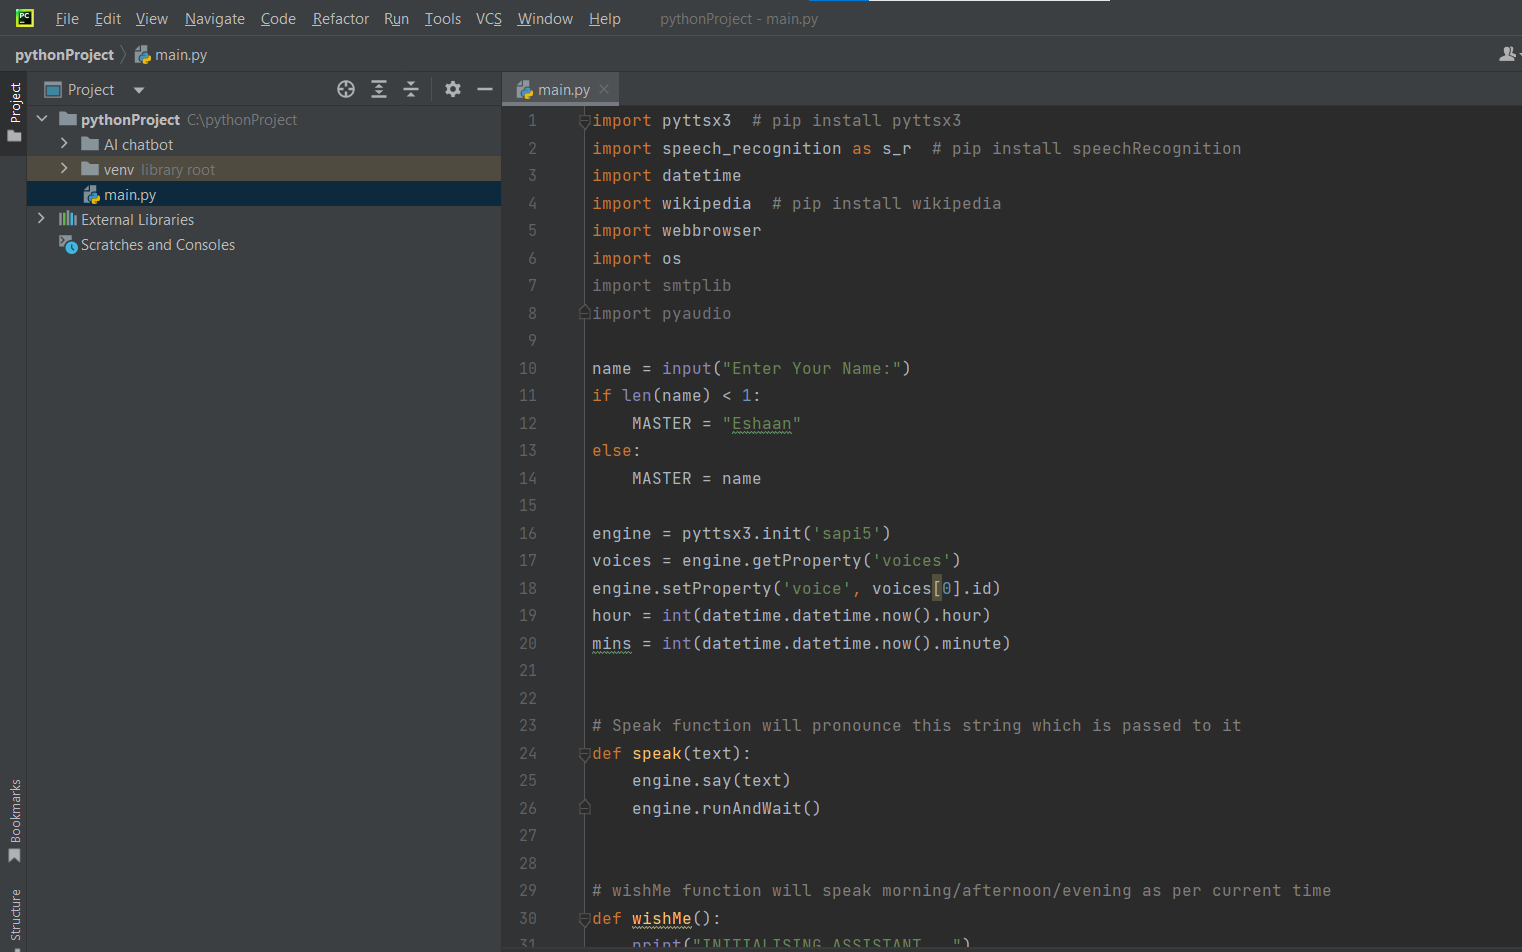 PC
File Edit View Navigate Code Refactor Run Tools VCS Window Help pythonProject - main.py
pythonProject main.py
Project
Project
main.py
pythonProject C:\pythonProject
AI chatbot
venv library root
main.py
External Libraries
Scratches and Consoles
Bookmarks
Structure
1 import pyttsx3  # pip install pyttsx3
2 import speech_recognition as s_r  # pip install speechRecognition
3 import datetime
4 import wikipedia  # pip install wikipedia
5 import webbrowser
6 import os
7 import smtplib
8 import pyaudio
9
10 name = input("Enter Your Name:")
11 if len(name) < 1:
12     MASTER = "Eshaan"
13 else:
14     MASTER = name
15
16 engine = pyttsx3.init('sapi5')
17 voices = engine.getProperty('voices')
18 engine.setProperty('voice', voices[0].id)
19 hour = int(datetime.datetime.now().hour)
20 mins = int(datetime.datetime.now().minute)
21
22
23 # Speak function will pronounce this string which is passed to it
24 def speak(text):
25     engine.say(text)
26     engine.runAndWait()
27
28
29 # wishMe function will speak morning/afternoon/evening as per current time
30 def wishMe():
31     print("INITIALISING ASSISTANT...")